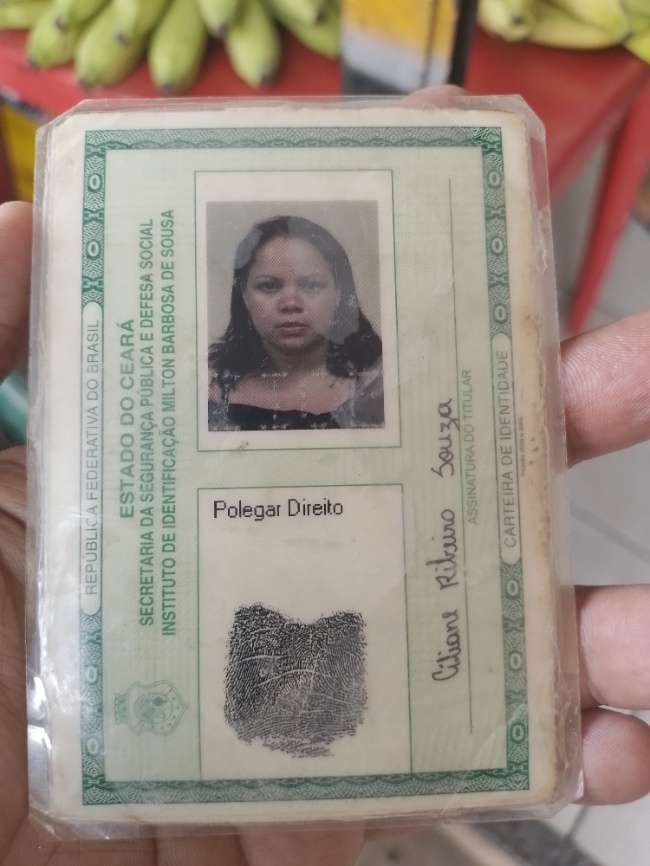 REPÚBLICA FEDERATIVA DO BRASIL
ESTADO DO CEARÁ
SECRETARIA DA SEGURANÇA PÚBLICA E DEFESA SOCIAL
INSTITUTO DE IDENTIFICAÇÃO MILTON BARBOSA DE SOUSA
Polegar Direito
Ciliane Ribeiro Souza
ASSINATURA DO TITULAR
CARTEIRA DE IDENTIDADE